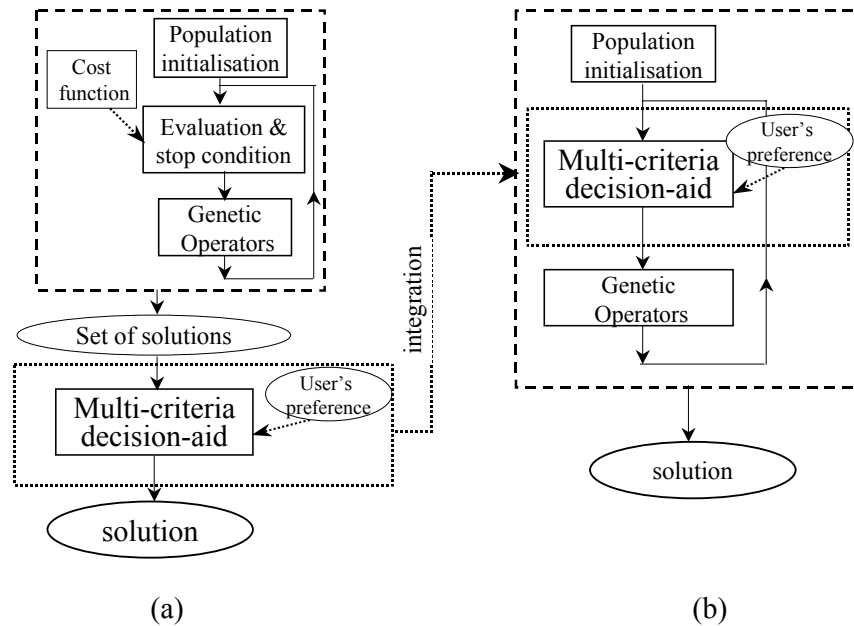 Population
initialisation
Cost
function
Evaluation &
stop condition
Genetic
Operators
Set of solutions
User's
preference
Multi-criteria
decision-aid
solution
(a)
integration
Population
initialisation
User's
preference
Multi-criteria
decision-aid
Genetic
Operators
solution
(b)